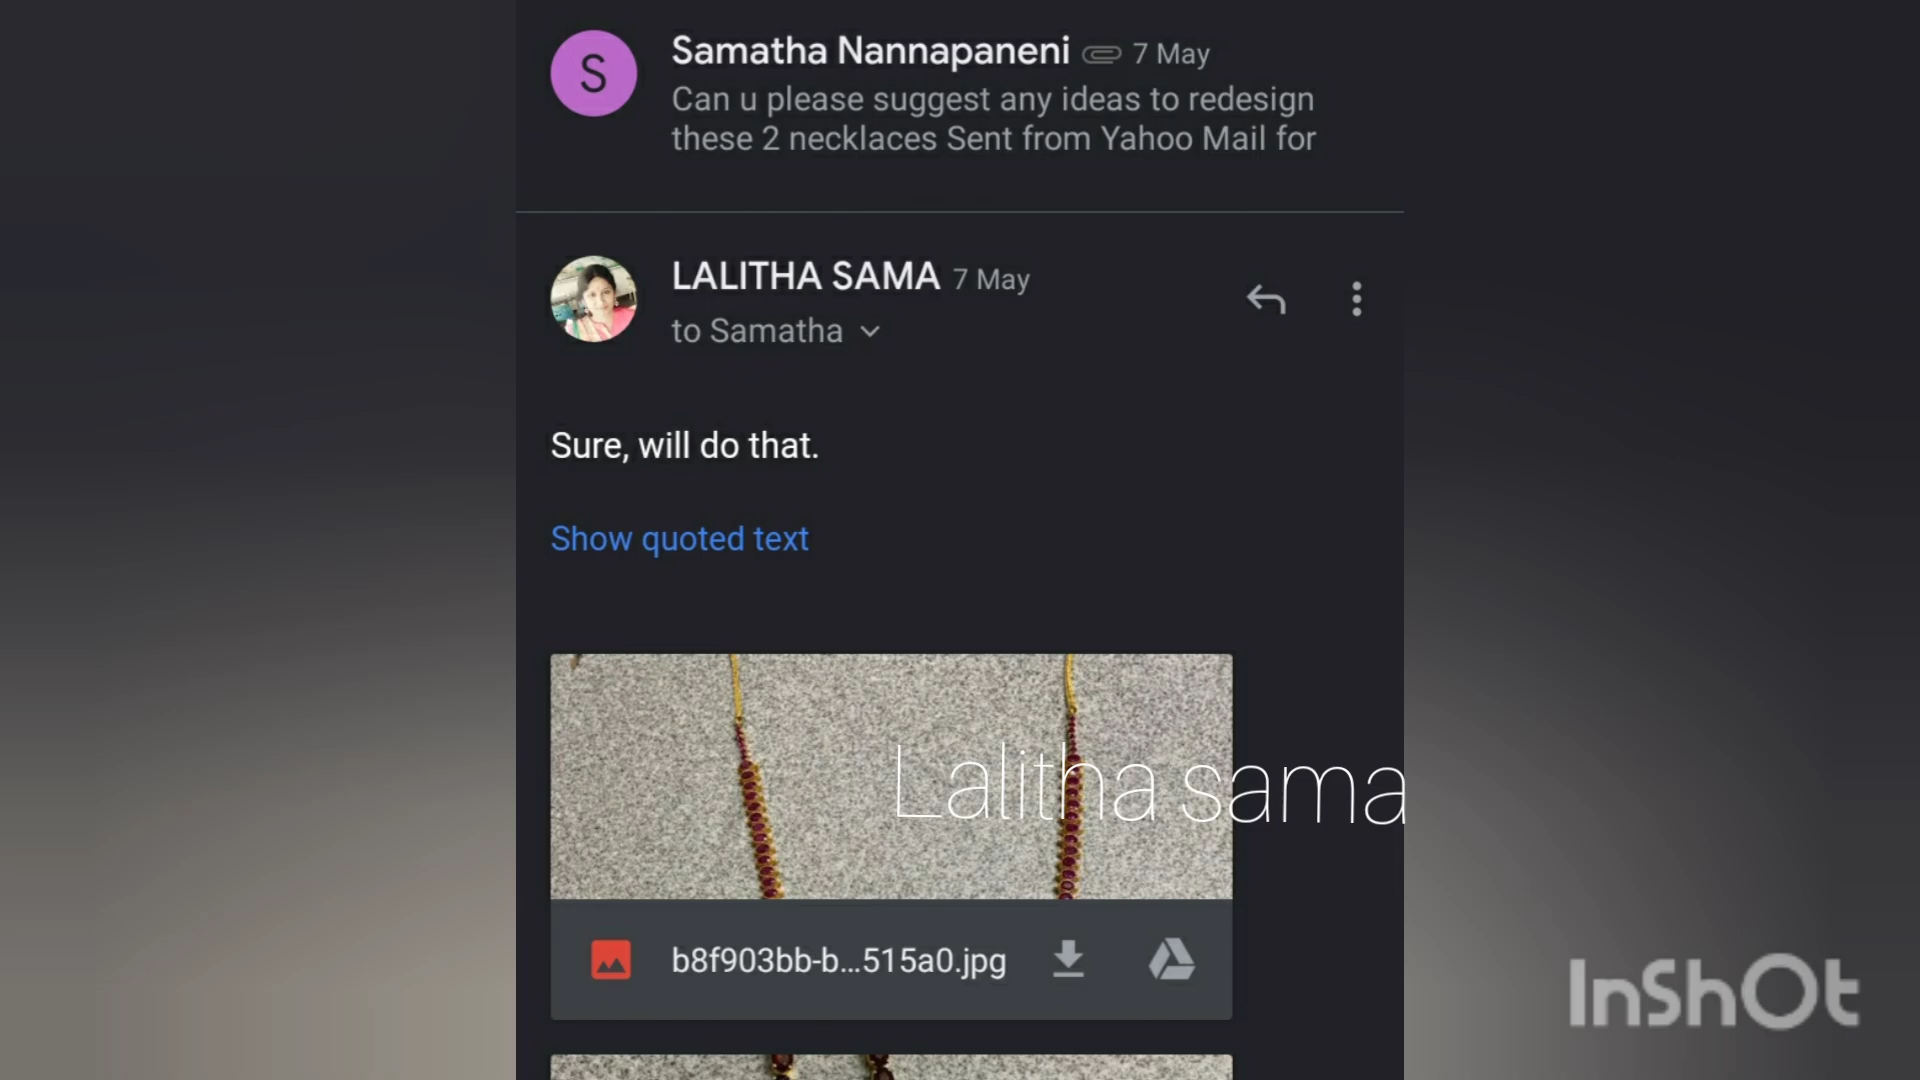 S
Samatha Nannapaneni 7 May
Can u please suggest any ideas to redesign
these 2 necklaces Sent from Yahoo Mail for
LALITHA SAMA 7 May
to Samatha
Sure, will do that.
Show quoted text
Lalitha sama
b8f903bb-b...515a0.jpg
InShOt